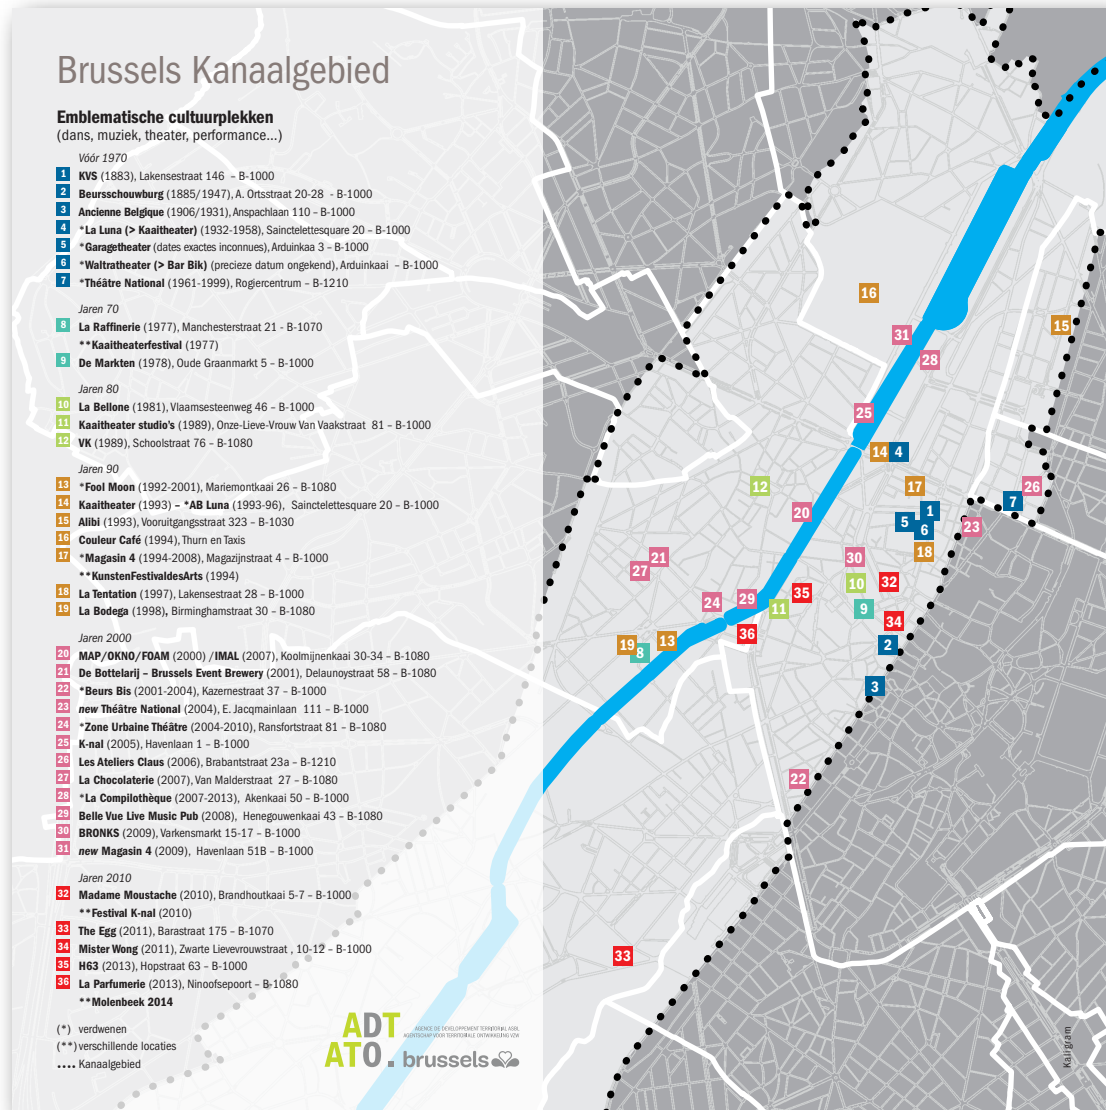 Brussels Kanaalgebied
Emblematische cultuurplekken
(dans, muziek, theater, performance...)
Vóór 1970
1 KVS (1883), Lakensestraat 146 – B-1000
2 Beursschouwburg (1885/1947), A. Ortsstraat 20-28 - B-1000
3 Ancienne Belgique (1906/1931), Anspachlaan 110 – B-1000
4 *La Luna (> Kaaitheater) (1932-1958), Sainctelettesquare 20 – B-1000
5 *Garagetheater (dates exactes inconnues), Arduinkaa 3 – B-1000
6 *Waltratheater (> Bar Bik) (precieze datum ongekend), Arduinkaai – B-1000
7 *Théâtre National (1961-1999), Rogiercentrum – B-1210
Jaren 70
8 La Raffinerie (1977), Manchesterstraat 21 - B-1070
**Kaaitheaterfestival (1977)
9 De Markten (1978), Oude Graanmarkt 5 – B-1000
Jaren 80
10 La Bellone (1981), Vlaamsesteenweg 46 – B-1000
11 Kaaitheater studio's (1989), Onze-Lieve-Vrouw Van Vaakstraat 81 – B-1000
12 VK (1989), Schoolstraat 76 – B-1080
Jaren 90
13 *Fool Moon (1992-2001), Mariemontkaai 26 – B-1080
14 Kaaitheater (1993) – *AB Luna (1993-96), Sainctelettesquare 20 – B-1000
15 Alibi (1993), Vooruitgangsstraat 323 – B-1030
16 Couleur Café (1994), Thurn en Taxis
17 *Magasin 4 (1994-2008), Magazijnstraat 4 – B-1000
**KunstenFestivaldesArts (1994)
18 La Tentation (1997), Lakensestraat 28 – B-1000
19 La Bodega (1998), Birminghamstraat 30 – B-1080
Jaren 2000
20 MAP/OKNO/FOAM (2000) /IMAL (2007), Koolmijnenkaai 30-34 – B-1080
21 De Bottelarij – Brussels Event Brewery (2001), Delaunoystraat 58 – B-1080
22 *Beurs Bis (2001-2004), Kazernestraat 37 – B-1000
23 new Théâtre National (2004), E. Jacqmainlaan 111 – B-1000
24 *Zone Urbaine Théâtre (2004-2010), Ransfortstraat 81 – B–1080
25 K-nal (2005), Havenlaan 1 – B-1000
26 Les Ateliers Claus (2006), Brabantstraat 23a – B-1210
27 La Chocolaterie (2007), Van Malderstraat 27 – B-1080
28 *La Compilothèque (2007-2013), Akenkaai 50 – B-1000
29 Belle Vue Live Music Pub (2008), Henegouwenkaai 43 – B-1080
30 BRONKS (2009), Varkensmarkt 15-17 – B-1000
31 new Magasin 4 (2009), Havenlaan 51B – B-1000
Jaren 2010
32 Madame Moustache (2010), Brandhoutkaai 5-7 – B-1000
**Festival K-nal (2010)
33 The Egg (2011), Barastraat 175 – B-1070
34 Mister Wong (2011), Zwarte Lievevrouwstraat , 10-12 – B-1000
35 H63 (2013), Hopstraat 63 – B-1000
36 La Parfumerie (2013), Ninoofsepoort – B-1080
**Molenbeek 2014
(*) verdwenen
(**) verschillende locaties
.... Kanaalgebied
ADT
ATO.
AGENCE DE DÉVELOPPEMENT TERRITORIAL ASBL
AGENTSCHAP VOOR TERRITORIALE ONTWIKKELING VZW
brussels
16
15
31
28
25
14 4
12
17
26
7
20
1
5
6
23
21
30
18
27
10
32
35
24
29
11
9
36
34
19
8
13
2
3
22
33
Kaligram